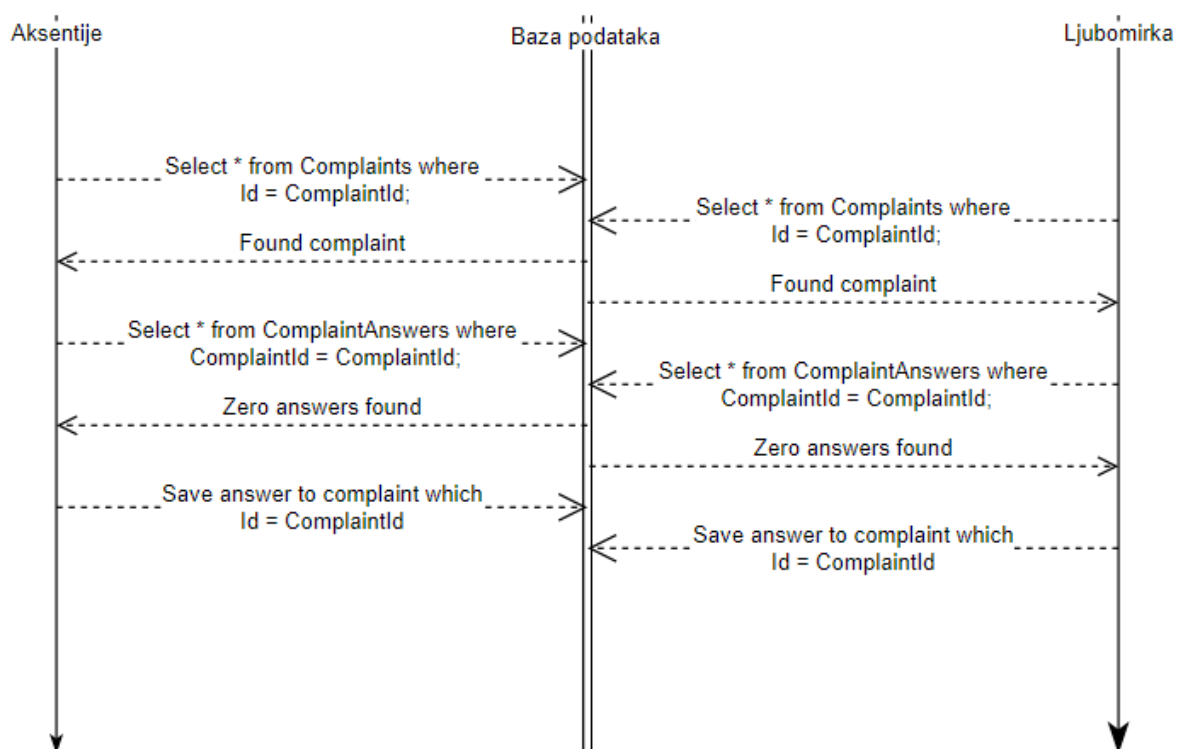 Aksentije
Baza podataka
Ljubomirka
Select * from Complaints where
Id = ComplaintId;
Select * from Complaints where
Id = ComplaintId;
Found complaint
Found complaint
Select * from ComplaintAnswers where
ComplaintId = ComplaintId;
Select * from ComplaintAnswers where
ComplaintId = ComplaintId;
Zero answers found
Zero answers found
Save answer to complaint which
Id = ComplaintId
Save answer to complaint which
Id = ComplaintId